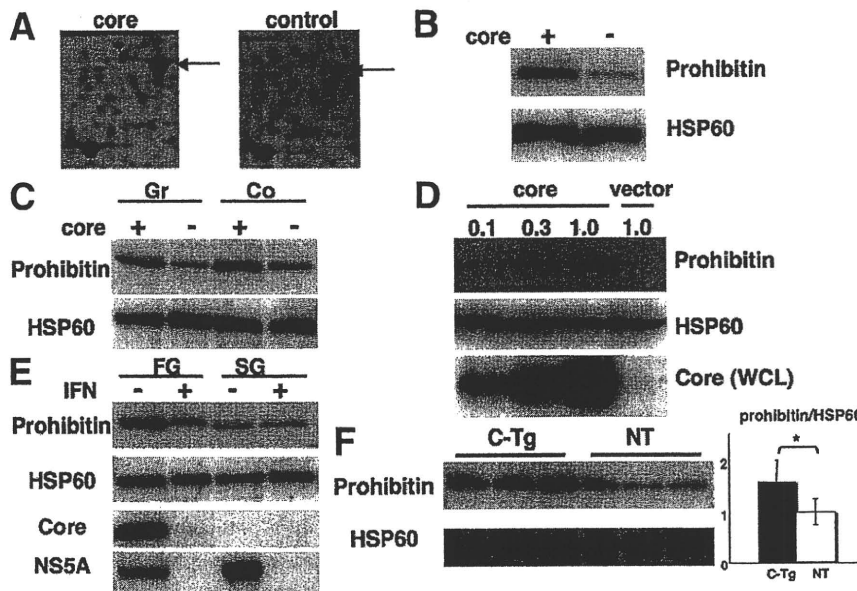 A
core
control
B
core + -
Prohibitin
HSP60
C
Gr Co
core + - + -
Prohibitin
HSP60
D
core vector
0.1 0.3 1.0 1.0
Prohibitin
HSP60
Core (WCL)
E
FG SG
IFN - + - +
Prohibitin
HSP60
Core
NS5A
F
C-Tg NT
Prohibitin
HSP60
prohibitin/HSP60
*
2
1
0
C-Tg NT